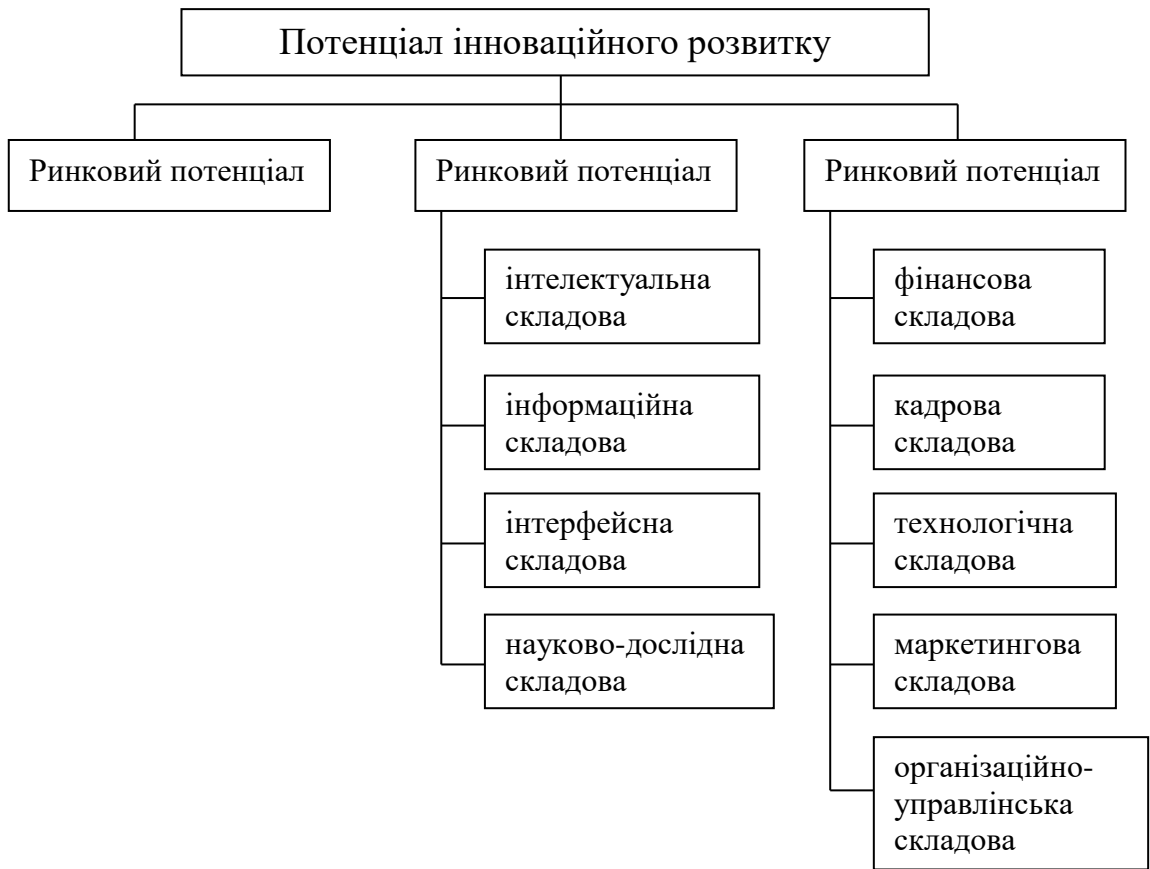 Потенціал інноваційного розвитку
Ринковий потенціал
Ринковий потенціал
Ринковий потенціал
інтелектуальна
складова
інформаційна
складова
інтерфейсна
складова
науково-дослідна
складова
фінансова
складова
кадрова
складова
технологічна
складова
маркетингова
складова
організаційно-
управлінська
складова